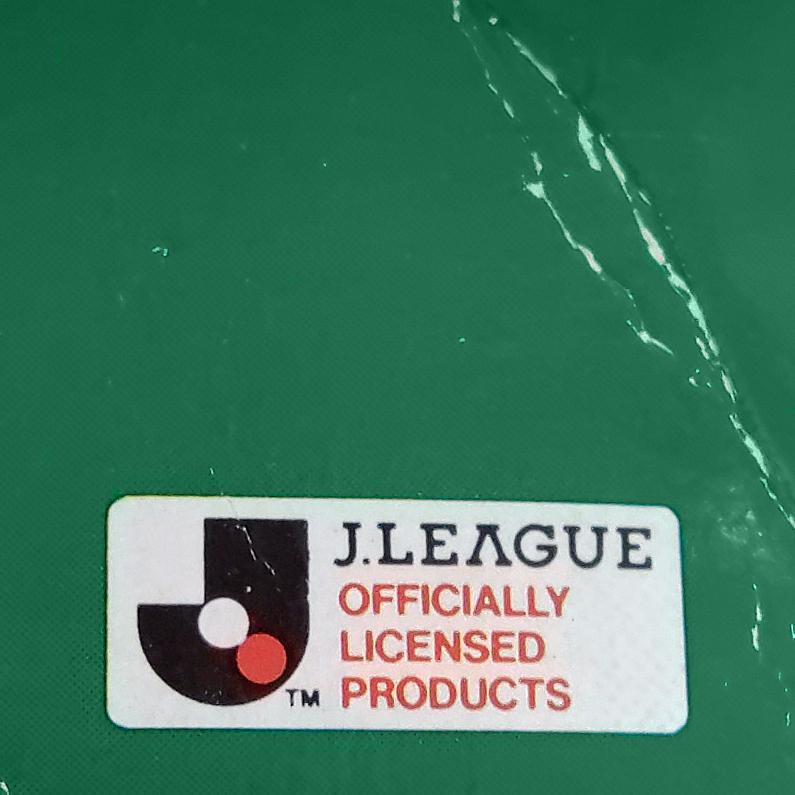 J.LEAGUE
OFFICIALLY
LICENSED
PRODUCTS
TM